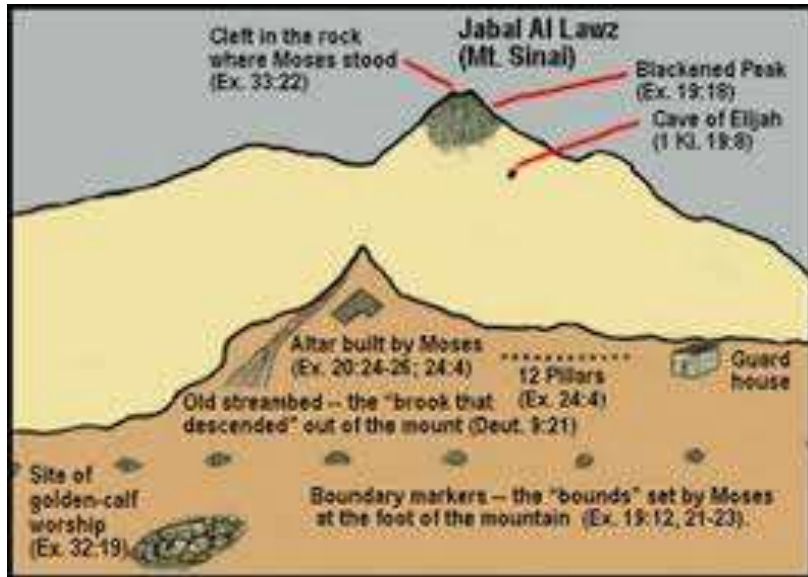 Jabal Al Lawz
(Mt. Sinai)
Cleft in the rock
where Moses stood
(Ex. 33:22)
Blackened Peak
(Ex. 19:18)
Cave of Elijah
(1 Ki. 19:8)
Altar built by Moses
(Ex. 20:24-26; 24:4)
12 Pillars
(Ex. 24:4)
Guard
house
Old streambed -- the "brook that
descended" out of the mount (Deut. 9:21)
Site of
golden-calf
worship
(Ex. 32:19)
Boundary markers -- the "bounds" set by Moses
at the foot of the mountain (Ex. 19:12, 21-23).